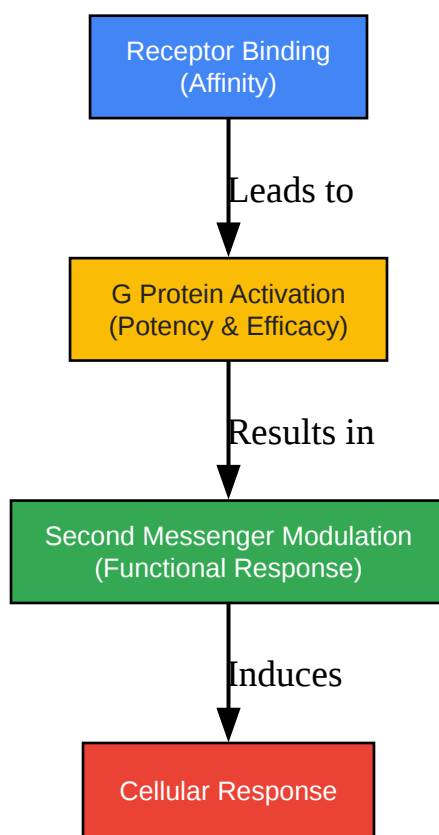 Receptor Binding
(Affinity)
Leads to
G Protein Activation
(Potency & Efficacy)
Results in
Second Messenger Modulation
(Functional Response)
Induces
Cellular Response